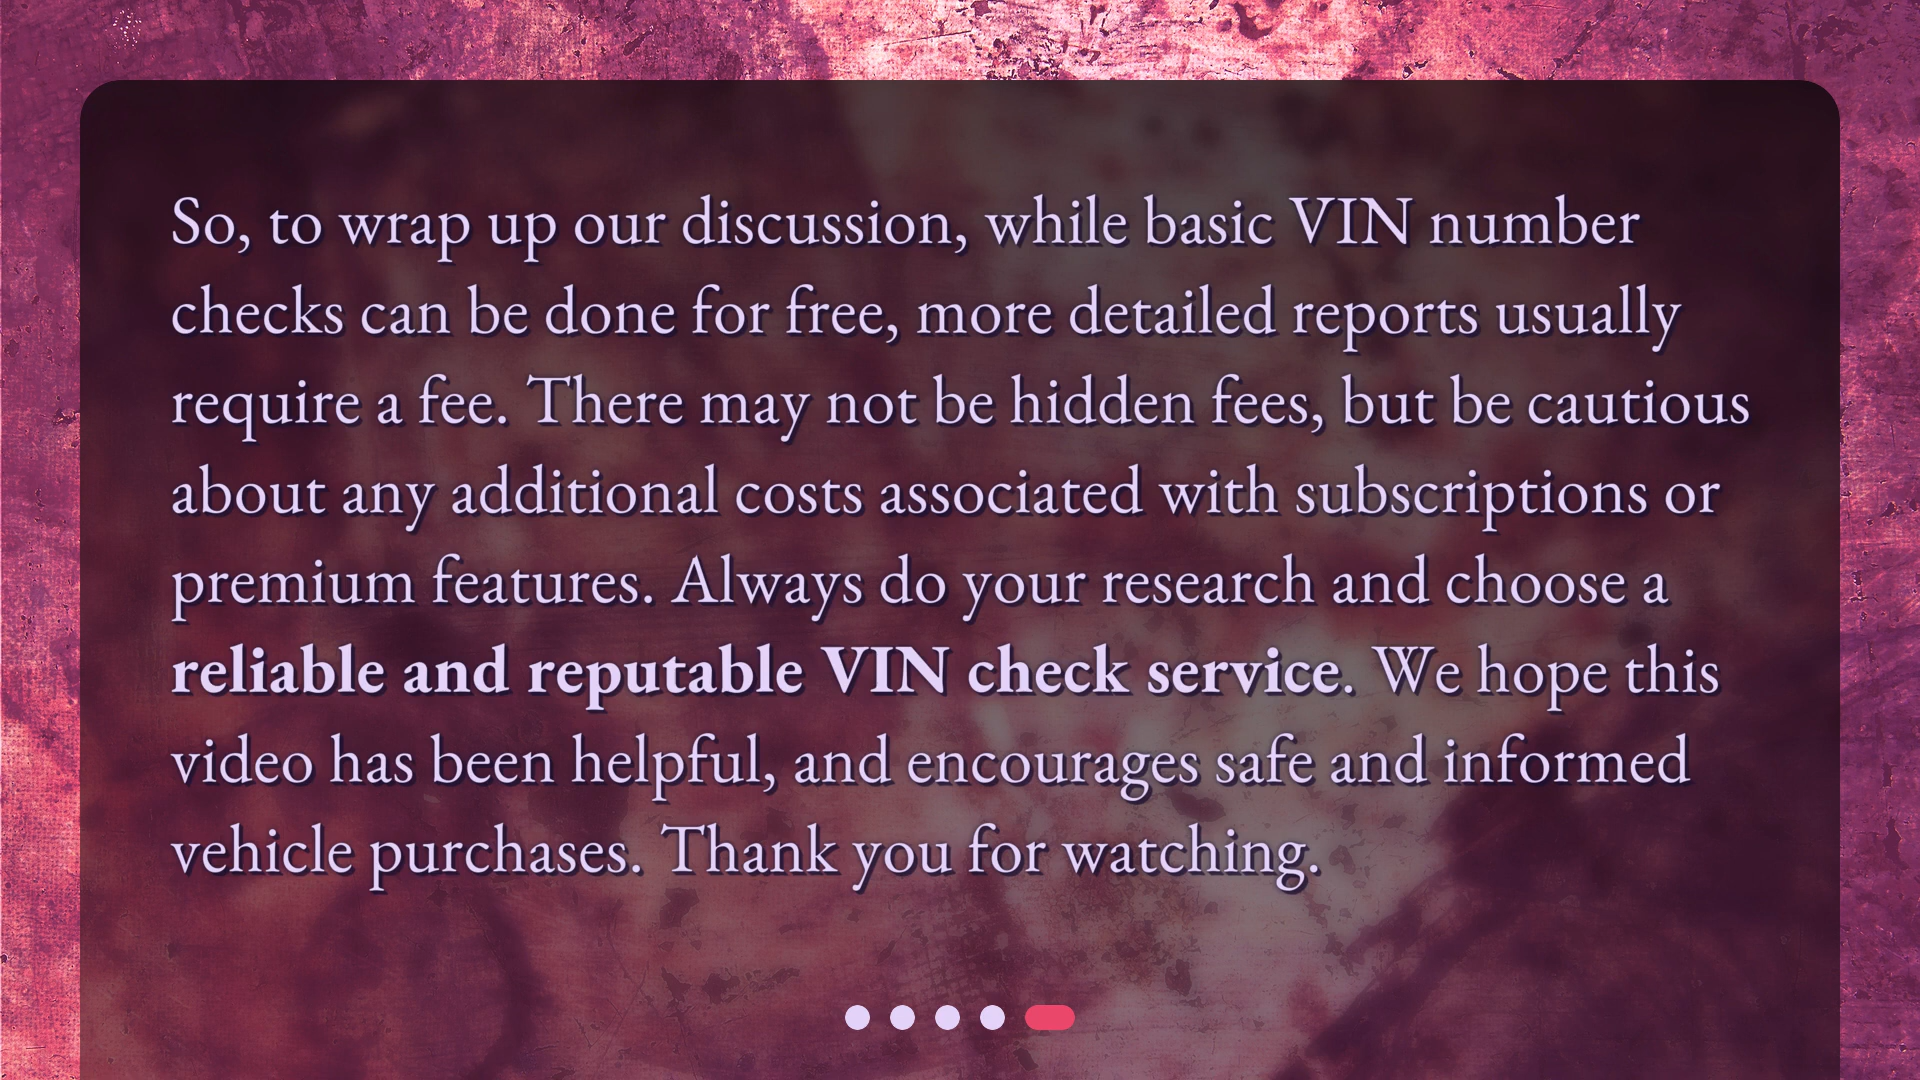 So, to wrap up our discussion, while basic VIN number
checks can be done for free, more detailed reports usually
require a fee. There may not be hidden fees, but be cautious
about any additional costs associated with subscriptions or
premium features. Always do your research and choose a
reliable and reputable VIN check service. We hope this
video has been helpful, and encourages safe and informed
vehicle purchases. Thank you for watching.